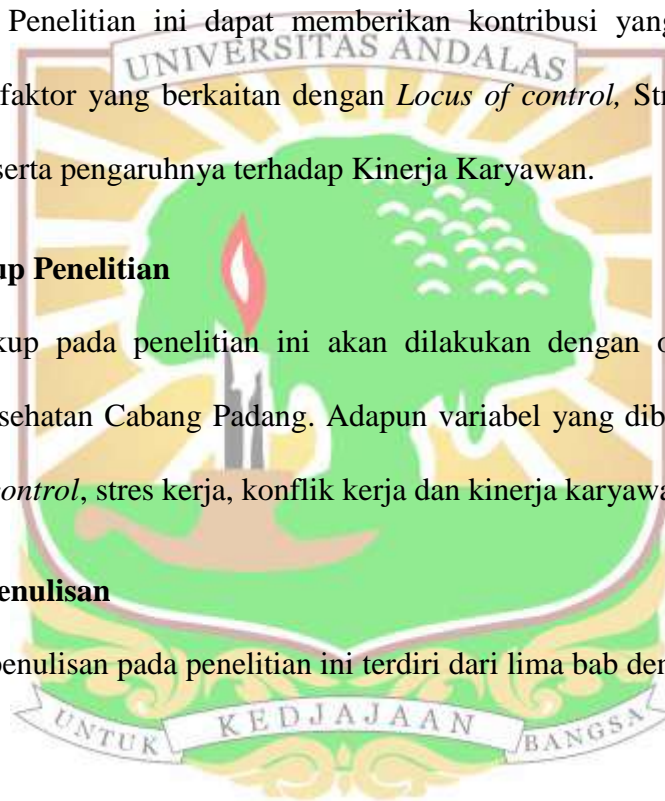 Penelitian ini dapat memberikan kontribusi yang
UNIVERSITAS ANDALAS
faktor yang berkaitan dengan Locus of control, Str
serta pengaruhnya terhadap Kinerja Karyawan.
up Penelitian
kup pada penelitian ini akan dilakukan dengan o
sehatan Cabang Padang. Adapun variabel yang dib
control, stres kerja, konflik kerja dan kinerja karyawa
enulisan
penulisan pada penelitian ini terdiri dari lima bab den
UNTUK KEDJAJAAN BANGSA